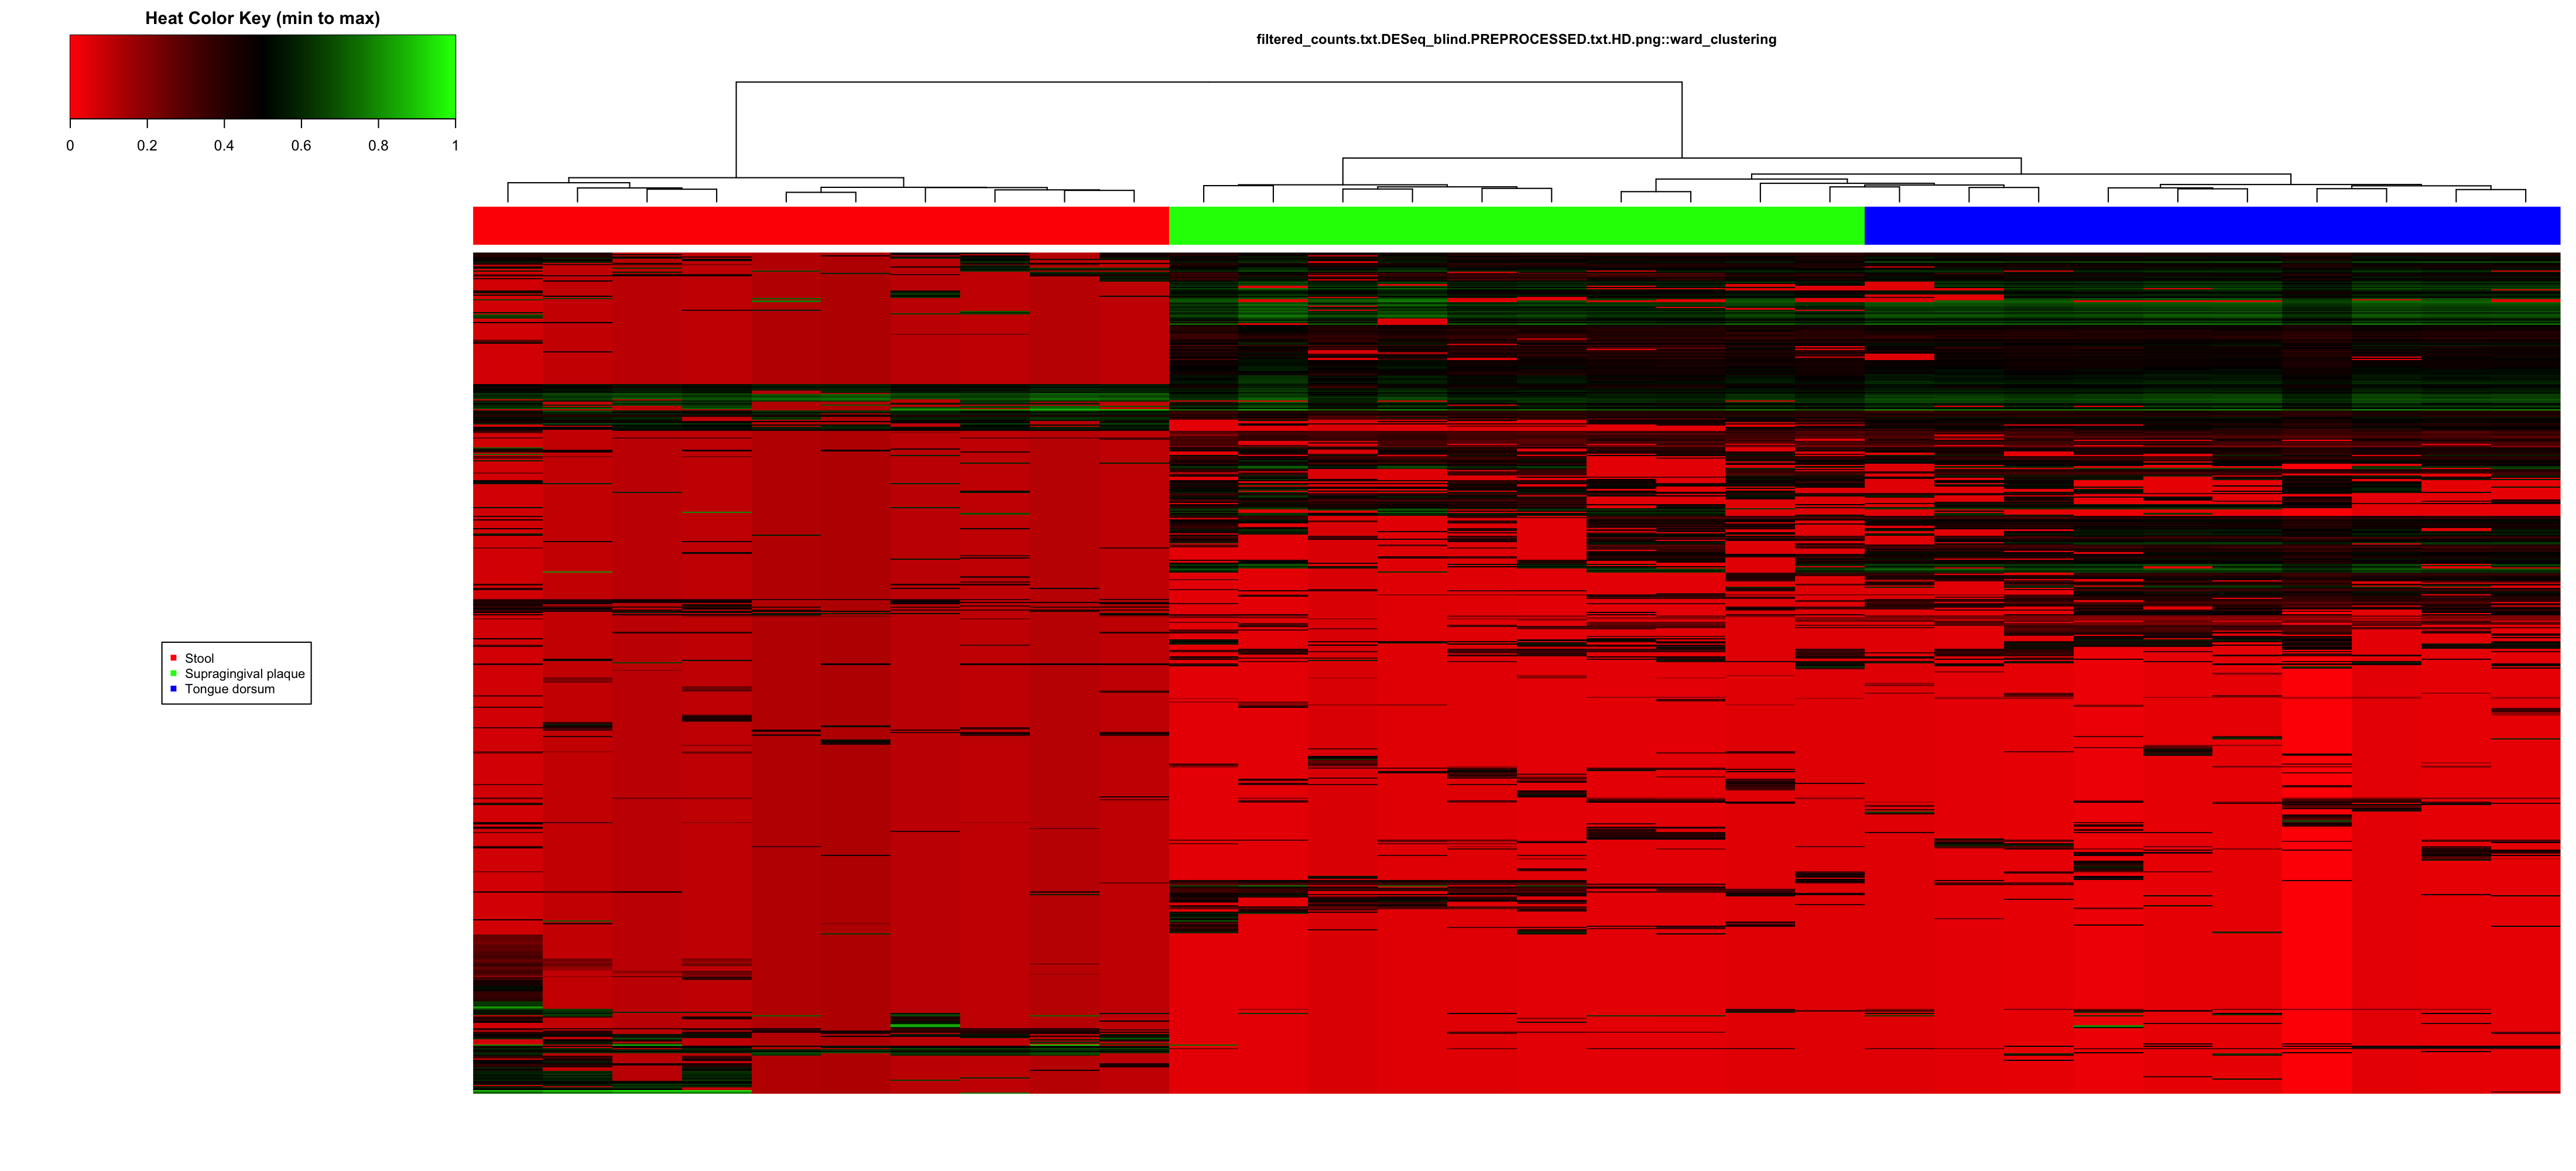 Heat Color Key (min to max)
0 0.2 0.4 0.6 0.8 1
filtered_counts.txt.DESeq_blind.PREPROCESSED.txt.HD.png::ward_clustering
Stool
Supragingival plaque
Tongue dorsum